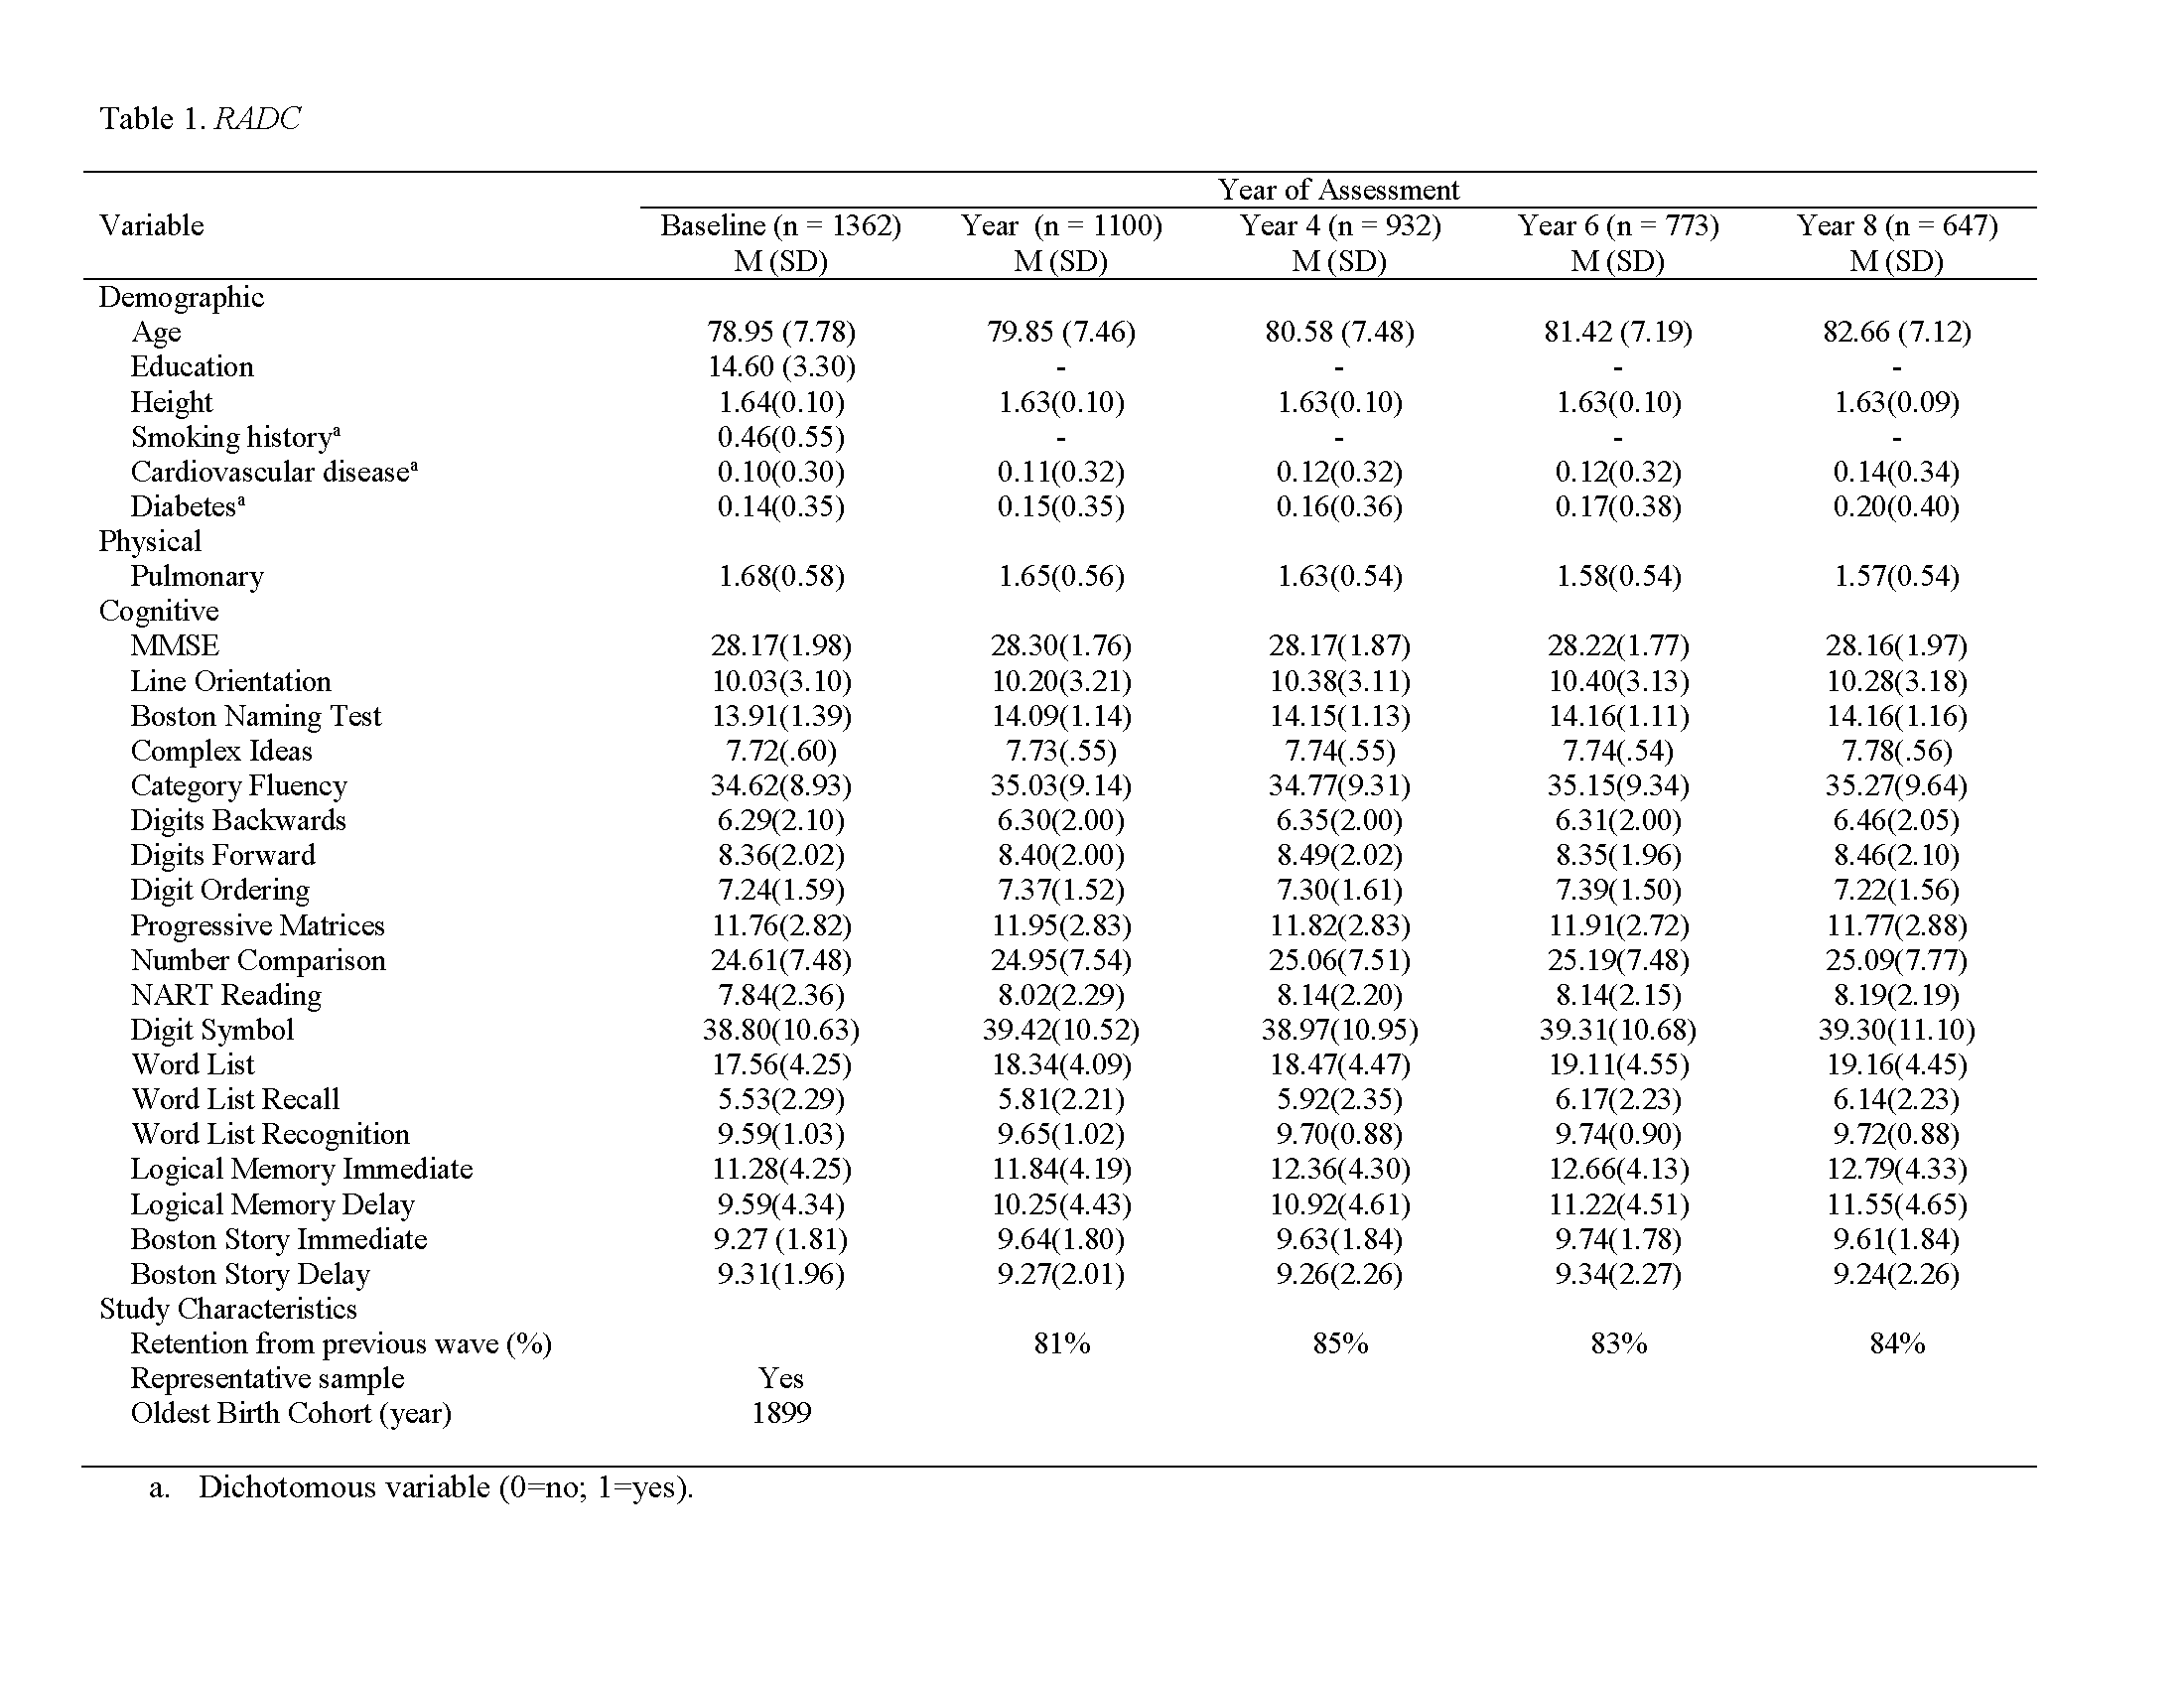 Table 1. RADC
Year of Assessment
Variable Baseline (n = 1362) Year (n = 1100) Year 4 (n = 932) Year 6 (n = 773) Year 8 (n = 647)
M (SD) M (SD) M (SD) M (SD) M (SD)
Demographic
Age 78.95 (7.78) 79.85 (7.46) 80.58 (7.48) 81.42 (7.19) 82.66 (7.12)
Education 14.60 (3.30) - - - -
Height 1.64(0.10) 1.63(0.10) 1.63(0.10) 1.63(0.10) 1.63(0.09)
Smoking historyᵃ 0.46(0.55) - - - -
Cardiovascular diseaseᵃ 0.10(0.30) 0.11(0.32) 0.12(0.32) 0.12(0.32) 0.14(0.34)
Diabetesᵃ 0.14(0.35) 0.15(0.35) 0.16(0.36) 0.17(0.38) 0.20(0.40)
Physical
Pulmonary 1.68(0.58) 1.65(0.56) 1.63(0.54) 1.58(0.54) 1.57(0.54)
Cognitive
MMSE 28.17(1.98) 28.30(1.76) 28.17(1.87) 28.22(1.77) 28.16(1.97)
Line Orientation 10.03(3.10) 10.20(3.21) 10.38(3.11) 10.40(3.13) 10.28(3.18)
Boston Naming Test 13.91(1.39) 14.09(1.14) 14.15(1.13) 14.16(1.11) 14.16(1.16)
Complex Ideas 7.72(.60) 7.73(.55) 7.74(.55) 7.74(.54) 7.78(.56)
Category Fluency 34.62(8.93) 35.03(9.14) 34.77(9.31) 35.15(9.34) 35.27(9.64)
Digits Backwards 6.29(2.10) 6.30(2.00) 6.35(2.00) 6.31(2.00) 6.46(2.05)
Digits Forward 8.36(2.02) 8.40(2.00) 8.49(2.02) 8.35(1.96) 8.46(2.10)
Digit Ordering 7.24(1.59) 7.37(1.52) 7.30(1.61) 7.39(1.50) 7.22(1.56)
Progressive Matrices 11.76(2.82) 11.95(2.83) 11.82(2.83) 11.91(2.72) 11.77(2.88)
Number Comparison 24.61(7.48) 24.95(7.54) 25.06(7.51) 25.19(7.48) 25.09(7.77)
NART Reading 7.84(2.36) 8.02(2.29) 8.14(2.20) 8.14(2.15) 8.19(2.19)
Digit Symbol 38.80(10.63) 39.42(10.52) 38.97(10.95) 39.31(10.68) 39.30(11.10)
Word List 17.56(4.25) 18.34(4.09) 18.47(4.47) 19.11(4.55) 19.16(4.45)
Word List Recall 5.53(2.29) 5.81(2.21) 5.92(2.35) 6.17(2.23) 6.14(2.23)
Word List Recognition 9.59(1.03) 9.65(1.02) 9.70(0.88) 9.74(0.90) 9.72(0.88)
Logical Memory Immediate 11.28(4.25) 11.84(4.19) 12.36(4.30) 12.66(4.13) 12.79(4.33)
Logical Memory Delay 9.59(4.34) 10.25(4.43) 10.92(4.61) 11.22(4.51) 11.55(4.65)
Boston Story Immediate 9.27 (1.81) 9.64(1.80) 9.63(1.84) 9.74(1.78) 9.61(1.84)
Boston Story Delay 9.31(1.96) 9.27(2.01) 9.26(2.26) 9.34(2.27) 9.24(2.26)
Study Characteristics
Retention from previous wave (%) 81% 85% 83% 84%
Representative sample Yes
Oldest Birth Cohort (year) 1899
a. Dichotomous variable (0=no; 1=yes).